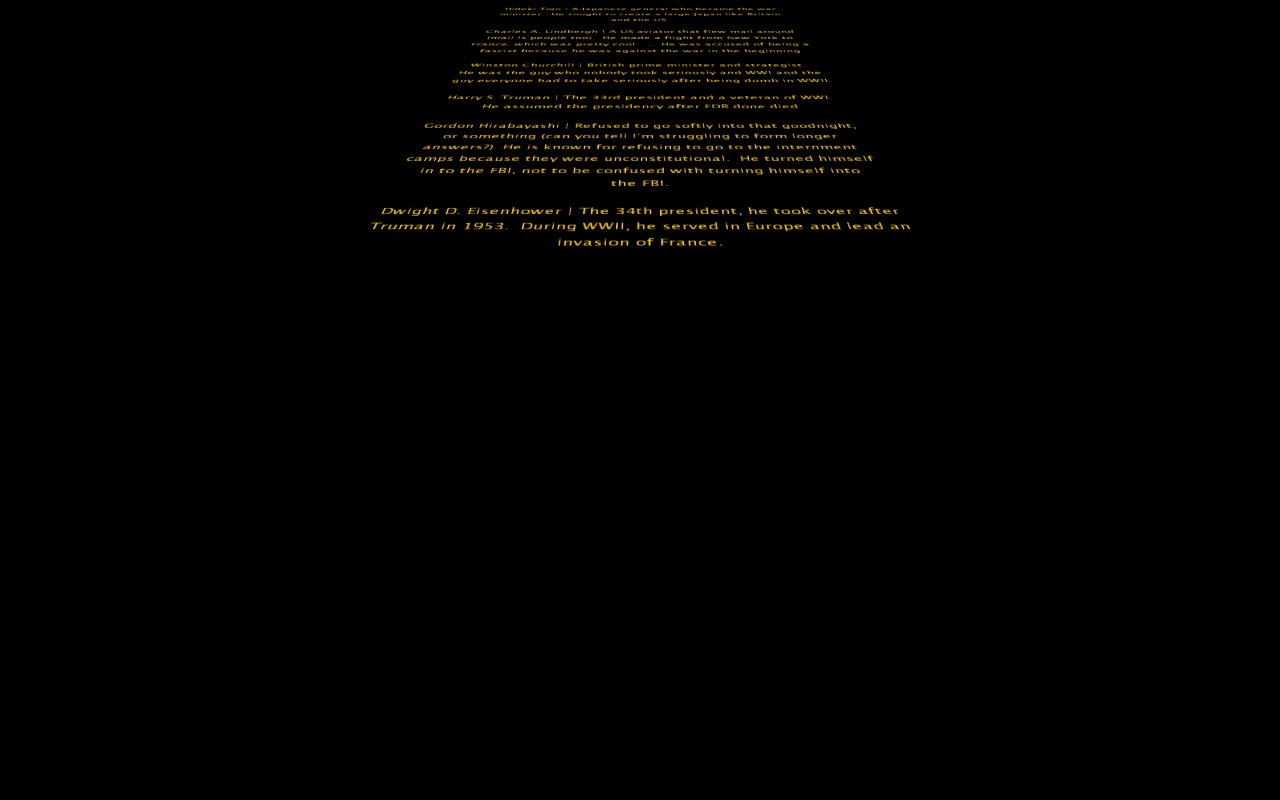 Hideki Tojo | A Japanese general who became the war
minister. He sought to create a large Japan like Britain
and the US.
Charles A. Lindbergh | A US aviator that flew mail around
(mail is people too). He made a flight from New York to
France, which was pretty cool . . He was accused of being a
fascist because he was against the war in the beginning
Winston Churchill | British prime minister and strategist.
He was the guy who nobody took seriously and WWI and the
guy everyone had to take seriously after being dumb in WWII
Harry S. Truman | The 33rd president and a veteran of WWI.
He assumed the presidency after FDR done died
Gordon Hirabayashi | Refused to go softly into that goodnight,
or something (can you tell I'm struggling to form longer
answers?) He is known for refusing to go to the internment
camps because they were unconstitutional. He turned himself
in to the FBI, not to be confused with turning himself into
the FBI.
Dwight D. Eisenhower | The 34th president, he took over after
Truman in 1953. During WWII, he served in Europe and lead an
invasion of France.